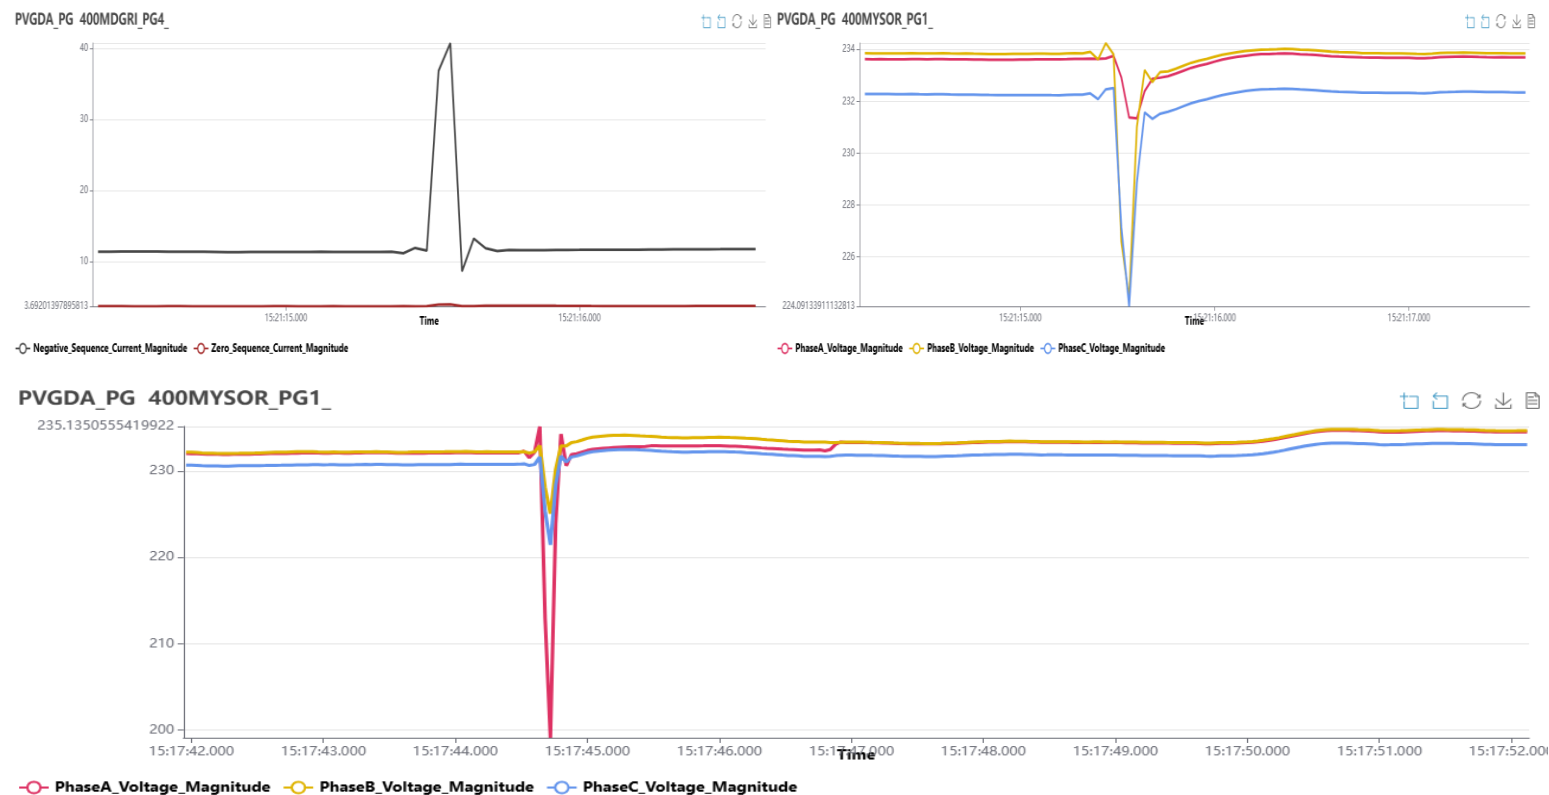 PVGDA_PG 400MDGRI_PG4_
40
30
20
10
3.69201397895813
15:21:15.000
15:21:16.000
Time
Negative_Sequence_Current_Magnitude
Zero_Sequence_Current_Magnitude
PVGDA_PG 400MYSOR_PG1_
234
232
230
228
226
224.09133911132813
15:21:15.000
15:21:16.000
15:21:17.000
Time
PhaseA_Voltage_Magnitude
PhaseB_Voltage_Magnitude
PhaseC_Voltage_Magnitude
PVGDA_PG 400MYSOR_PG1_
235.1350555419922
230
220
210
200
15:17:42.000
15:17:43.000
15:17:44.000
15:17:45.000
15:17:46.000
15:17:47.000
15:17:48.000
15:17:49.000
15:17:50.000
15:17:51.000
15:17:52.0
Time
PhaseA_Voltage_Magnitude
PhaseB_Voltage_Magnitude
PhaseC_Voltage_Magnitude